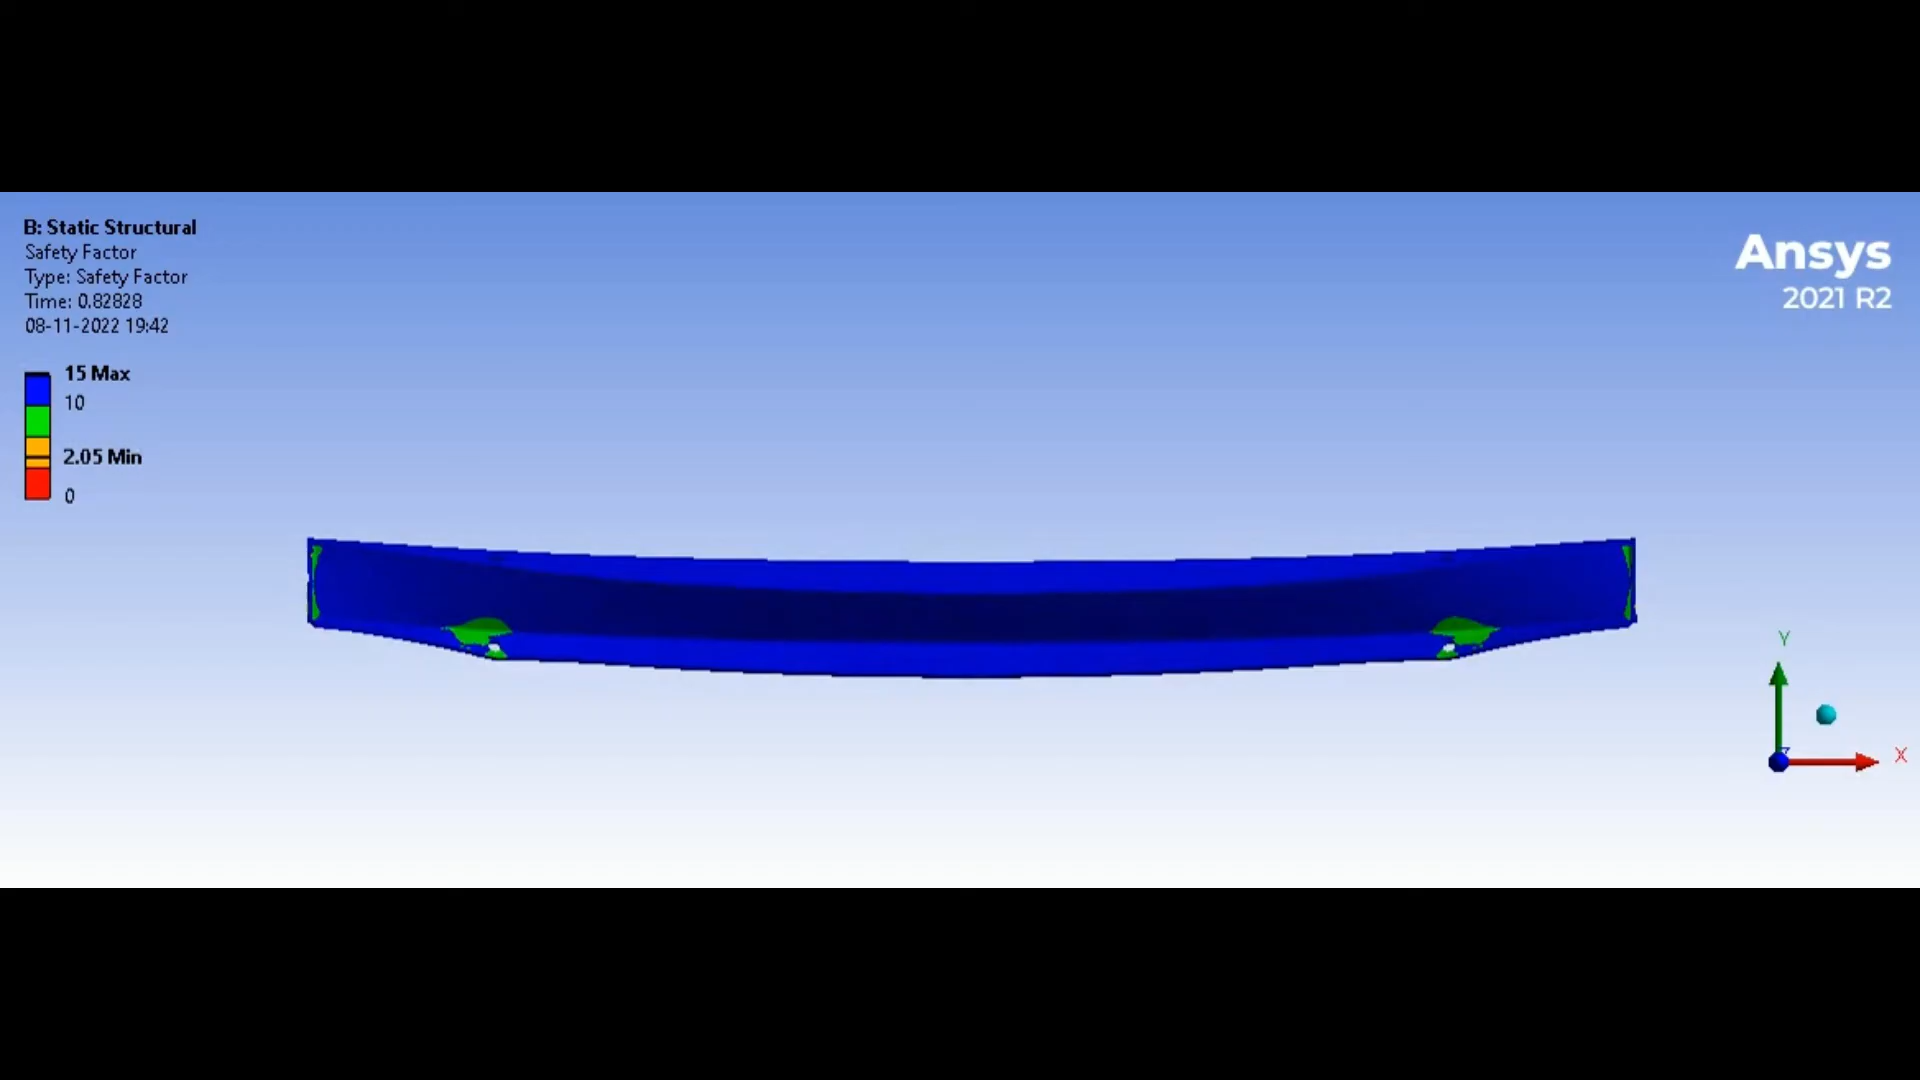 B: Static Structural
Safety Factor
Type: Safety Factor
Time: 0.82828
08-11-2022 19:42
15 Max
10
2.05 Min
0
Ansys
2021 R2
Y
Z
X